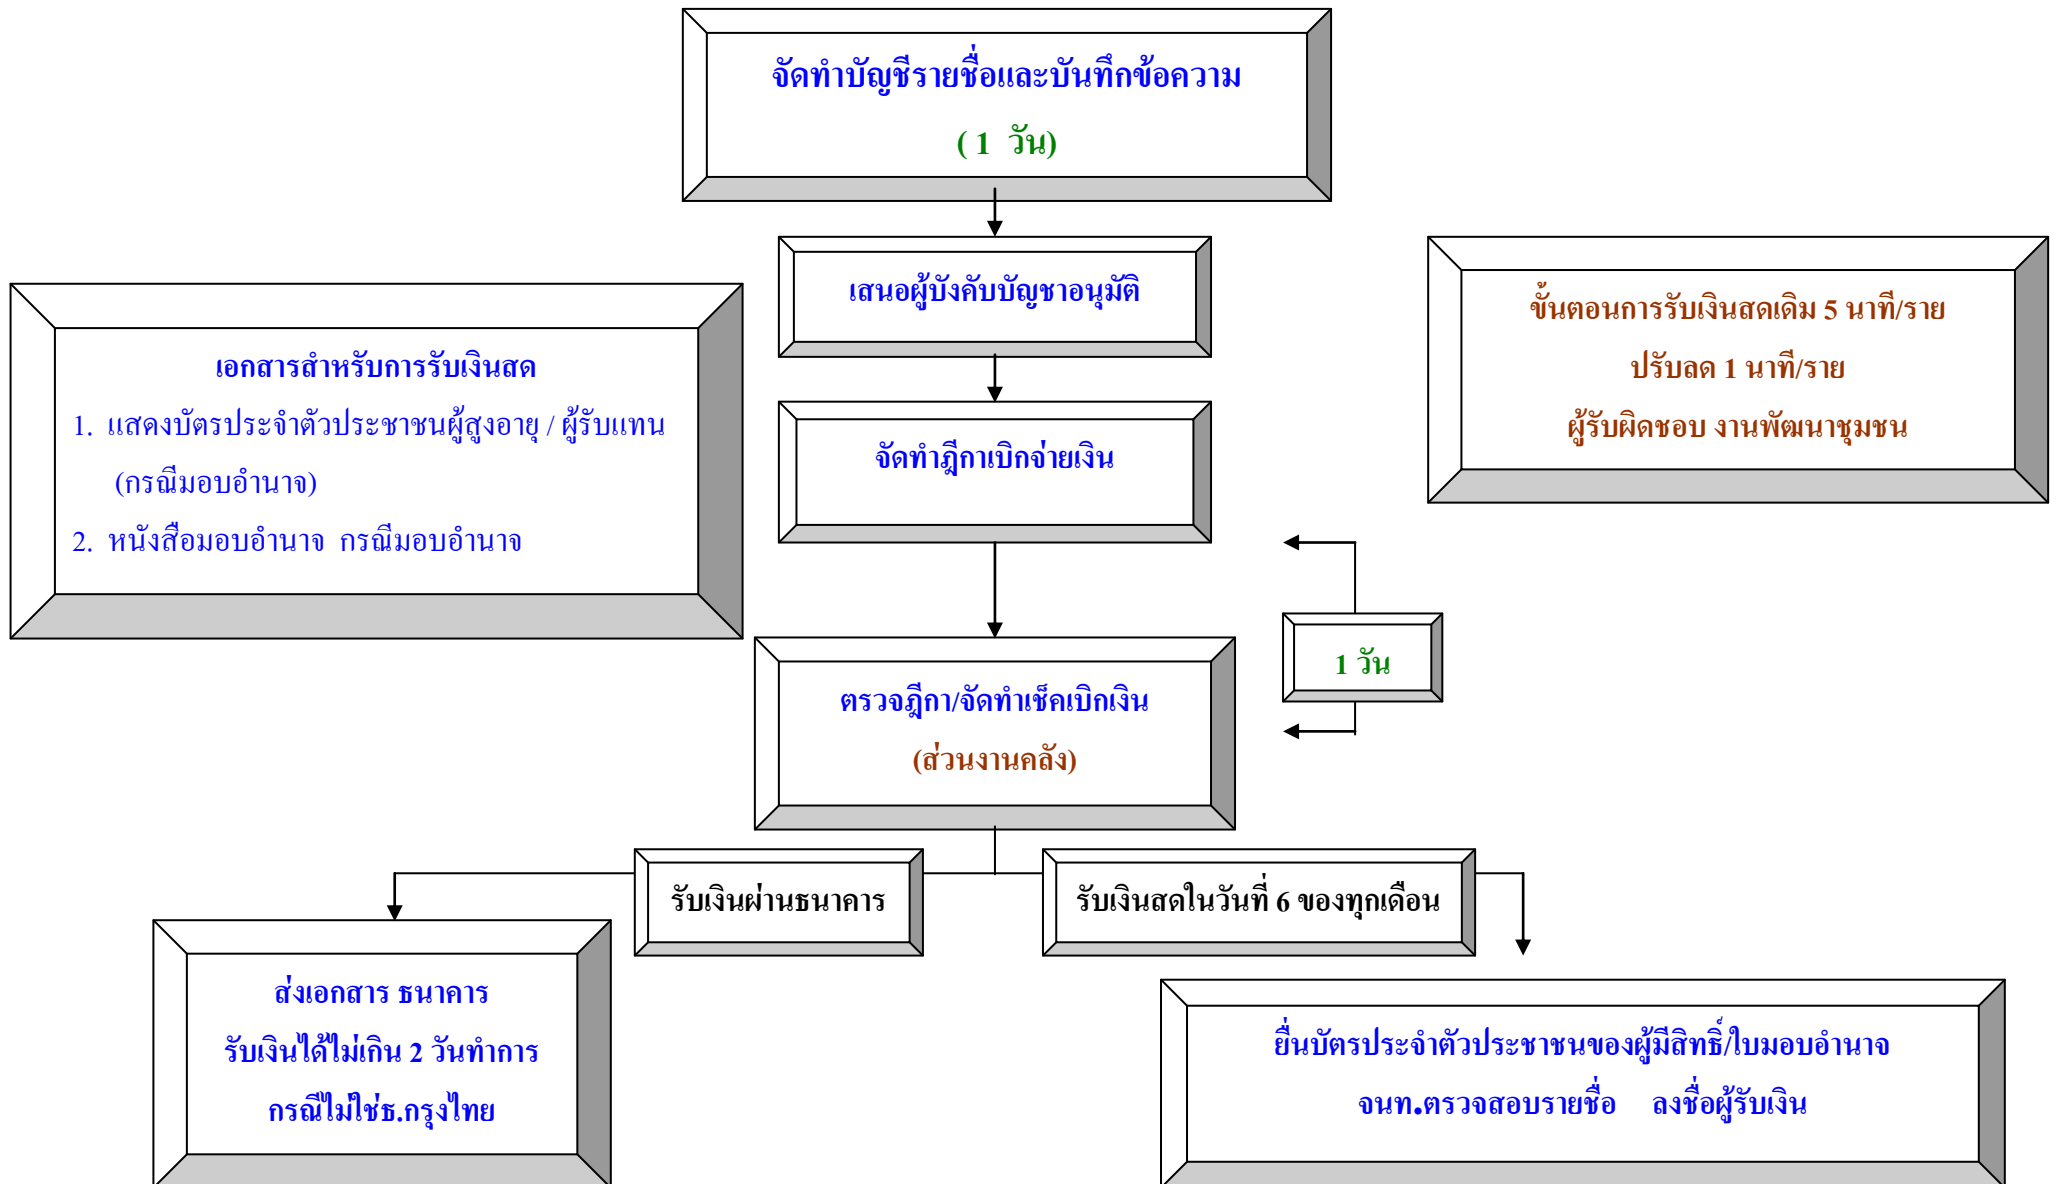 จัดทำบัญชีรายชื่อและบันทึกข้อความ
( 1 วัน)
เสนอผู้บังคับบัญชาอนุมัติ
ขั้นตอนการรับเงินสดเดิม 5 นาที/ราย
ปรับลด 1 นาที/ราย
ผู้รับผิดชอบ งานพัฒนาชุมชน
เอกสารสำหรับการรับเงินสด
1. แสดงบัตรประจำตัวประชาชนผู้สูงอายุ / ผู้รับแทน
(กรณีมอบอำนาจ)
2. หนังสือมอบอำนาจ กรณีมอบอำนาจ
จัดทำฎีกาเบิกจ่ายเงิน
1 วัน
ตรวจฎีกา/จัดทำเช็คเบิกเงิน
(ส่วนงานคลัง)
รับเงินผ่านธนาคาร
รับเงินสดในวันที่ 6 ของทุกเดือน
ส่งเอกสาร ธนาคาร
รับเงินได้ไม่เกิน 2 วันทำการ
กรณีไม่ใช่ธ.กรุงไทย
ยื่นบัตรประจำตัวประชาชนของผู้มีสิทธิ์/ใบมอบอำนาจ
จนท.ตรวจสอบรายชื่อ ลงชื่อผู้รับเงิน